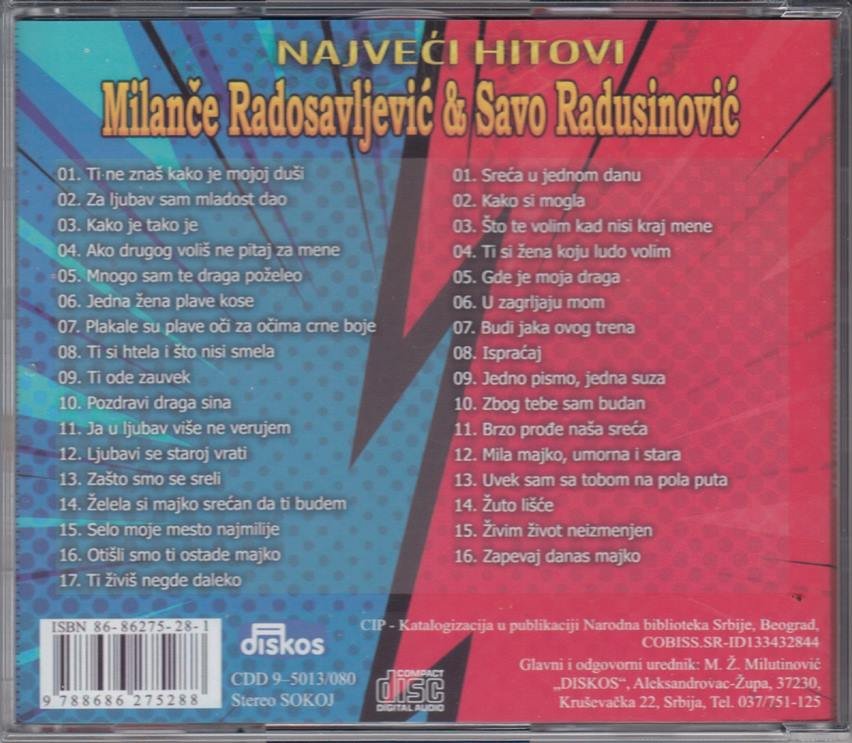 NAJVEĆI HITOVI
Milanče Radosavljević & Savo Radusinović
01. Ti ne znaš kako je mojoj duši
02. Za ljubav sam mladost dao
03. Kako je tako je
04. Ako drugog voliš ne pitaj za mene
05. Mnogo sam te draga poželeo
06. Jedna žena plave kose
07. Plakale su plave oči za očima crne boje
08. Ti si htela i što nisi smela
09. Ti ode zauvek
10. Pozdravi draga sina
11. Ja u ljubav više ne verujem
12. Ljubavi se staroj vrati
13. Zašto smo se sreli
14. Želela si majko srećan da ti budem
15. Selo moje mesto najmilije
16. Otišli smo ti ostade majko
17. Ti živiš negde daleko
01. Sreća u jednom danu
02. Kako si mogla
03. Što te volim kad nisi kraj mene
04. Ti si žena koju ludo volim
05. Gde je moja draga
06. U zagrljaju mom
07. Budi jaka ovog trena
08. Ispraćaj
09. Jedno pismo, jedna suza
10. Zbog tebe sam budan
11. Brzo prođe naša sreća
12. Mila majko, umorna i stara
13. Uvek sam sa tobom na pola puta
14. Žuto lišće
15. Živim život neizmenjen
16. Zapevaj danas majko
ISBN 86-86275-28-1
9 788686 275288
diskos
CDD 9–5013/080
Stereo SOKOJ
COMPACT
disc
DIGITAL AUDIO
CIP - Katalogizacija u publikaciji Narodna biblioteka Srbije, Beograd,
COBISS.SR-ID133432844
Glavni i odgovorni urednik: M. Ž. Milutinović
„DISKOS“, Aleksandrovac-Župa, 37230,
Kruševačka 22, Srbija, Tel. 037/751-125